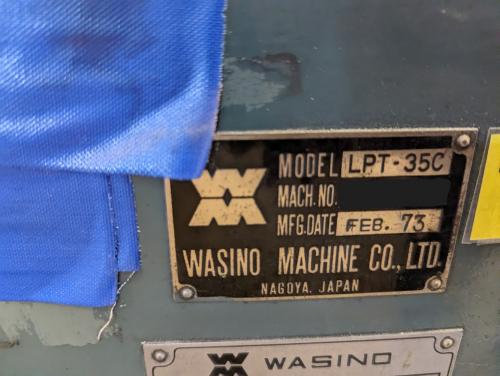 MODEL LPT-35C
MACH. NO.
MFG. DATE FEB. 73
WASINO MACHINE CO., LTD.
NAGOYA, JAPAN
WASINO